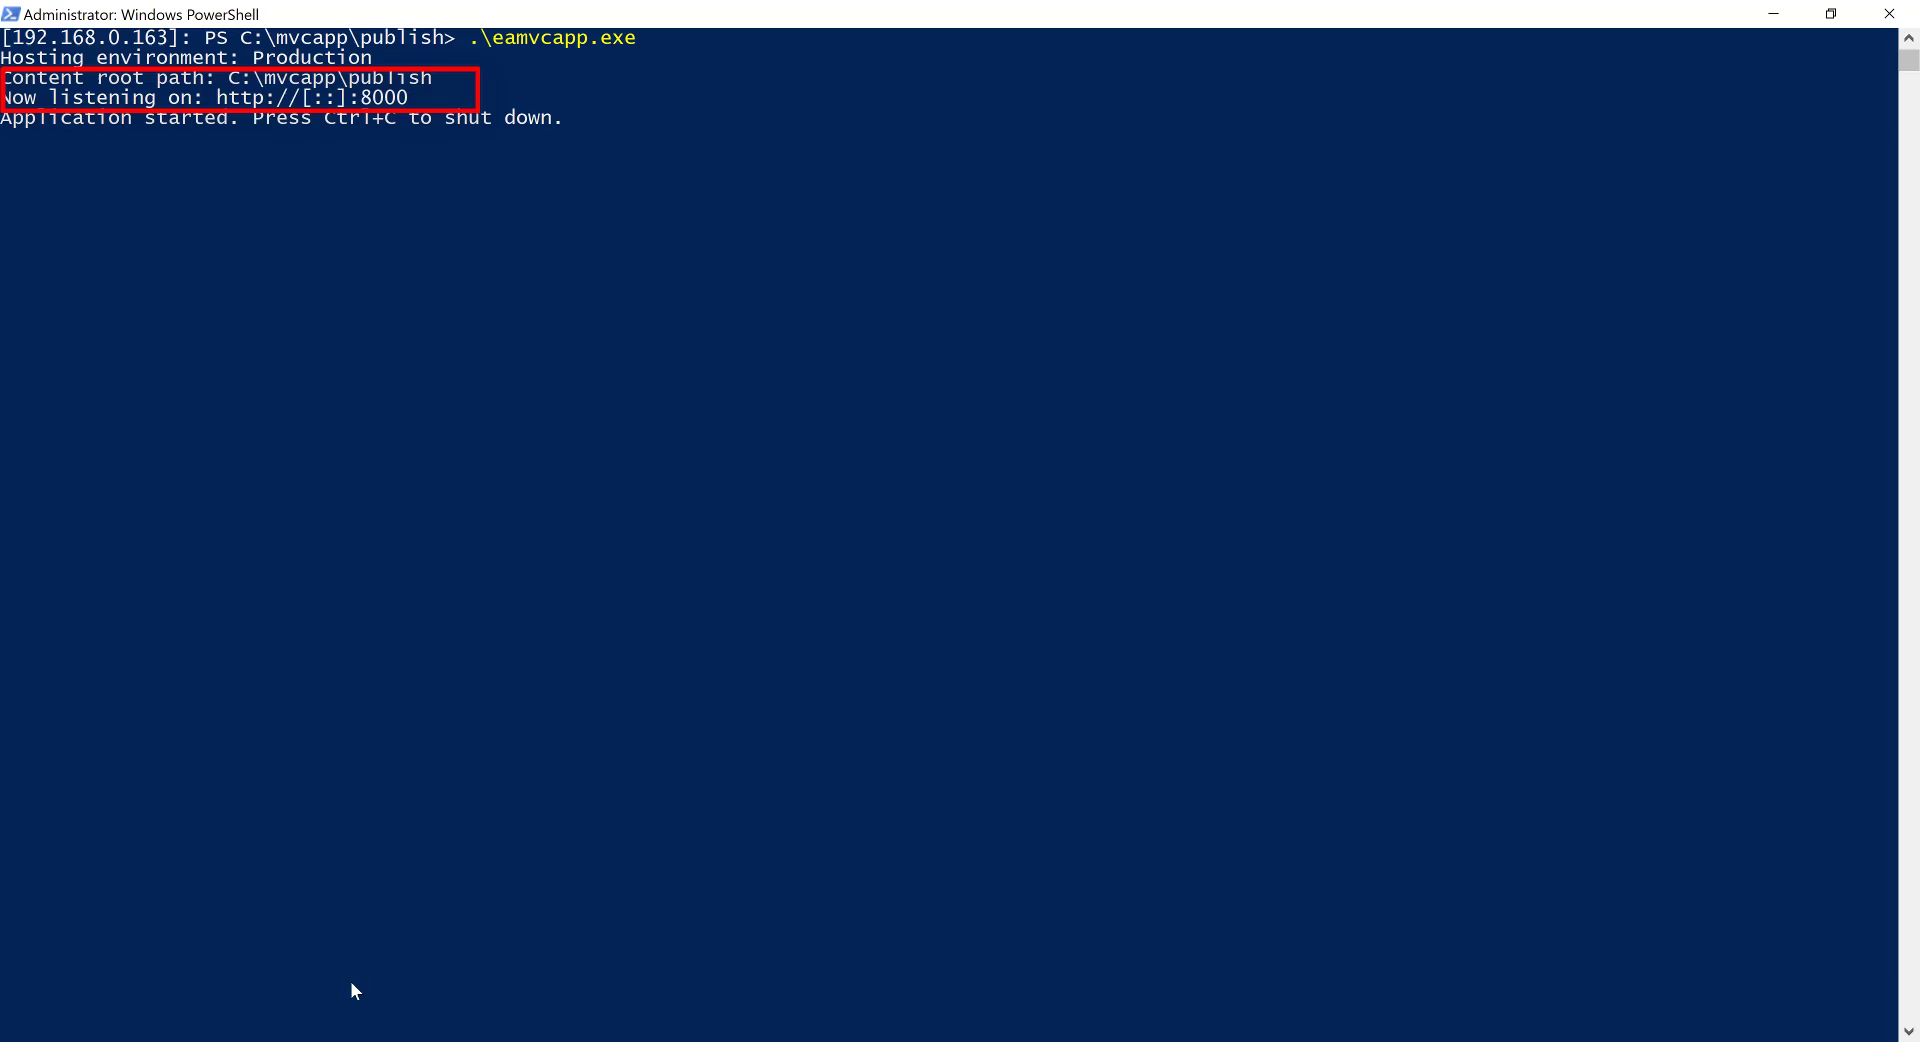 Administrator: Windows PowerShell
[192.168.0.163]: PS C:\mvcapp\publish> .\eamvcapp.exe
Hosting environment: Production
Content root path: C:\mvcapp\publish
Now listening on: http://[::]:8000
Application started. Press Ctrl+C to shut down.